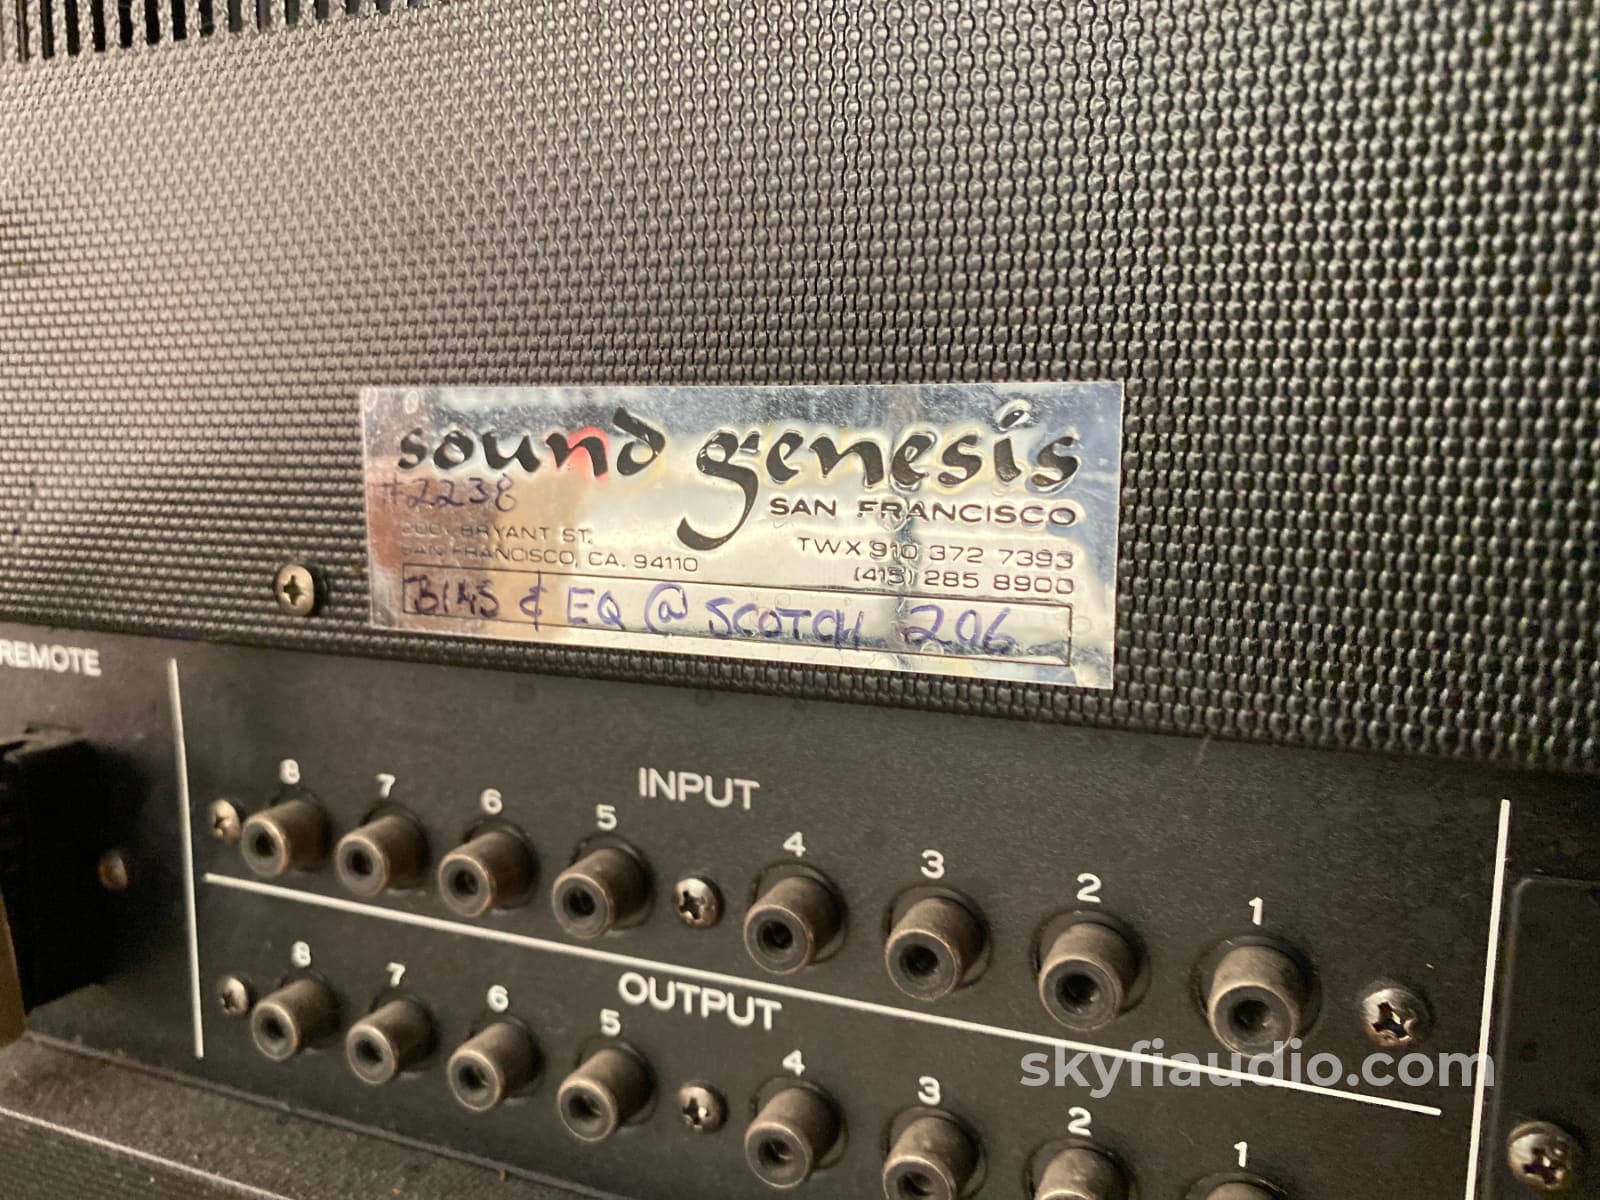 sound genesis
#2238
SAN FRANCISCO
BRYANT ST.
SAN FRANCISCO, CA. 94110
TWX 910 372 7393
(415) 285 8900
BIAS & EQ @ SCOTCH 206
REMOTE
INPUT
8 7 6 5 4 3 2 1
OUTPUT
8 7 6 5 4 3 2 1
skyfiaudio.com